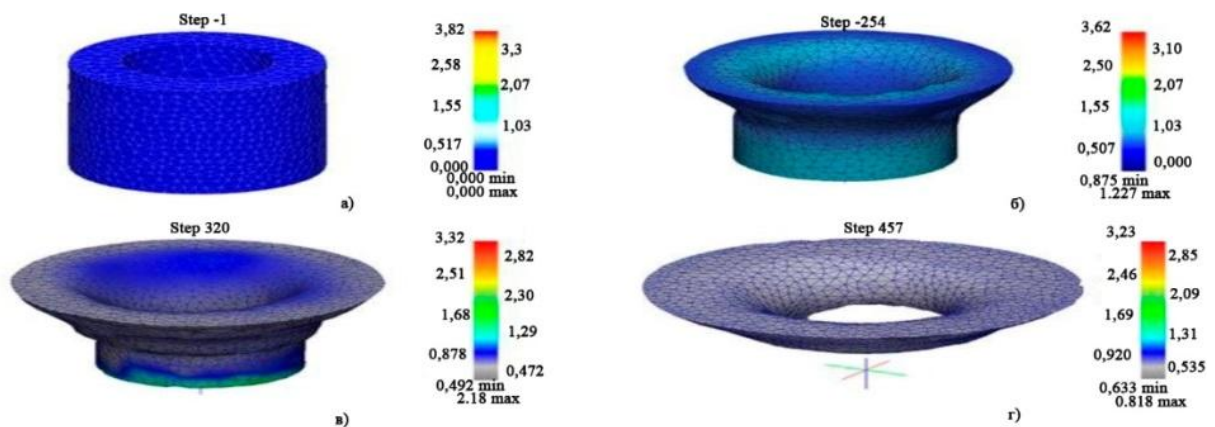 Step -1
3,82
3,3
2,58
2,07
1,55
1,03
0,517
0,000
0,000 min
0,000 max
а)
Step -254
3,62
3,10
2,50
2,07
1,55
1,03
0,507
0,000
0,875 min
1.227 max
б)
Step 320
3,32
2,82
2,51
2,30
1,68
1,29
0,878
0,472
0,492 min
2.18 max
в)
Step 457
3,23
2,85
2,46
2,09
1,69
1,31
0,920
0,535
0,633 min
0.818 max
г)